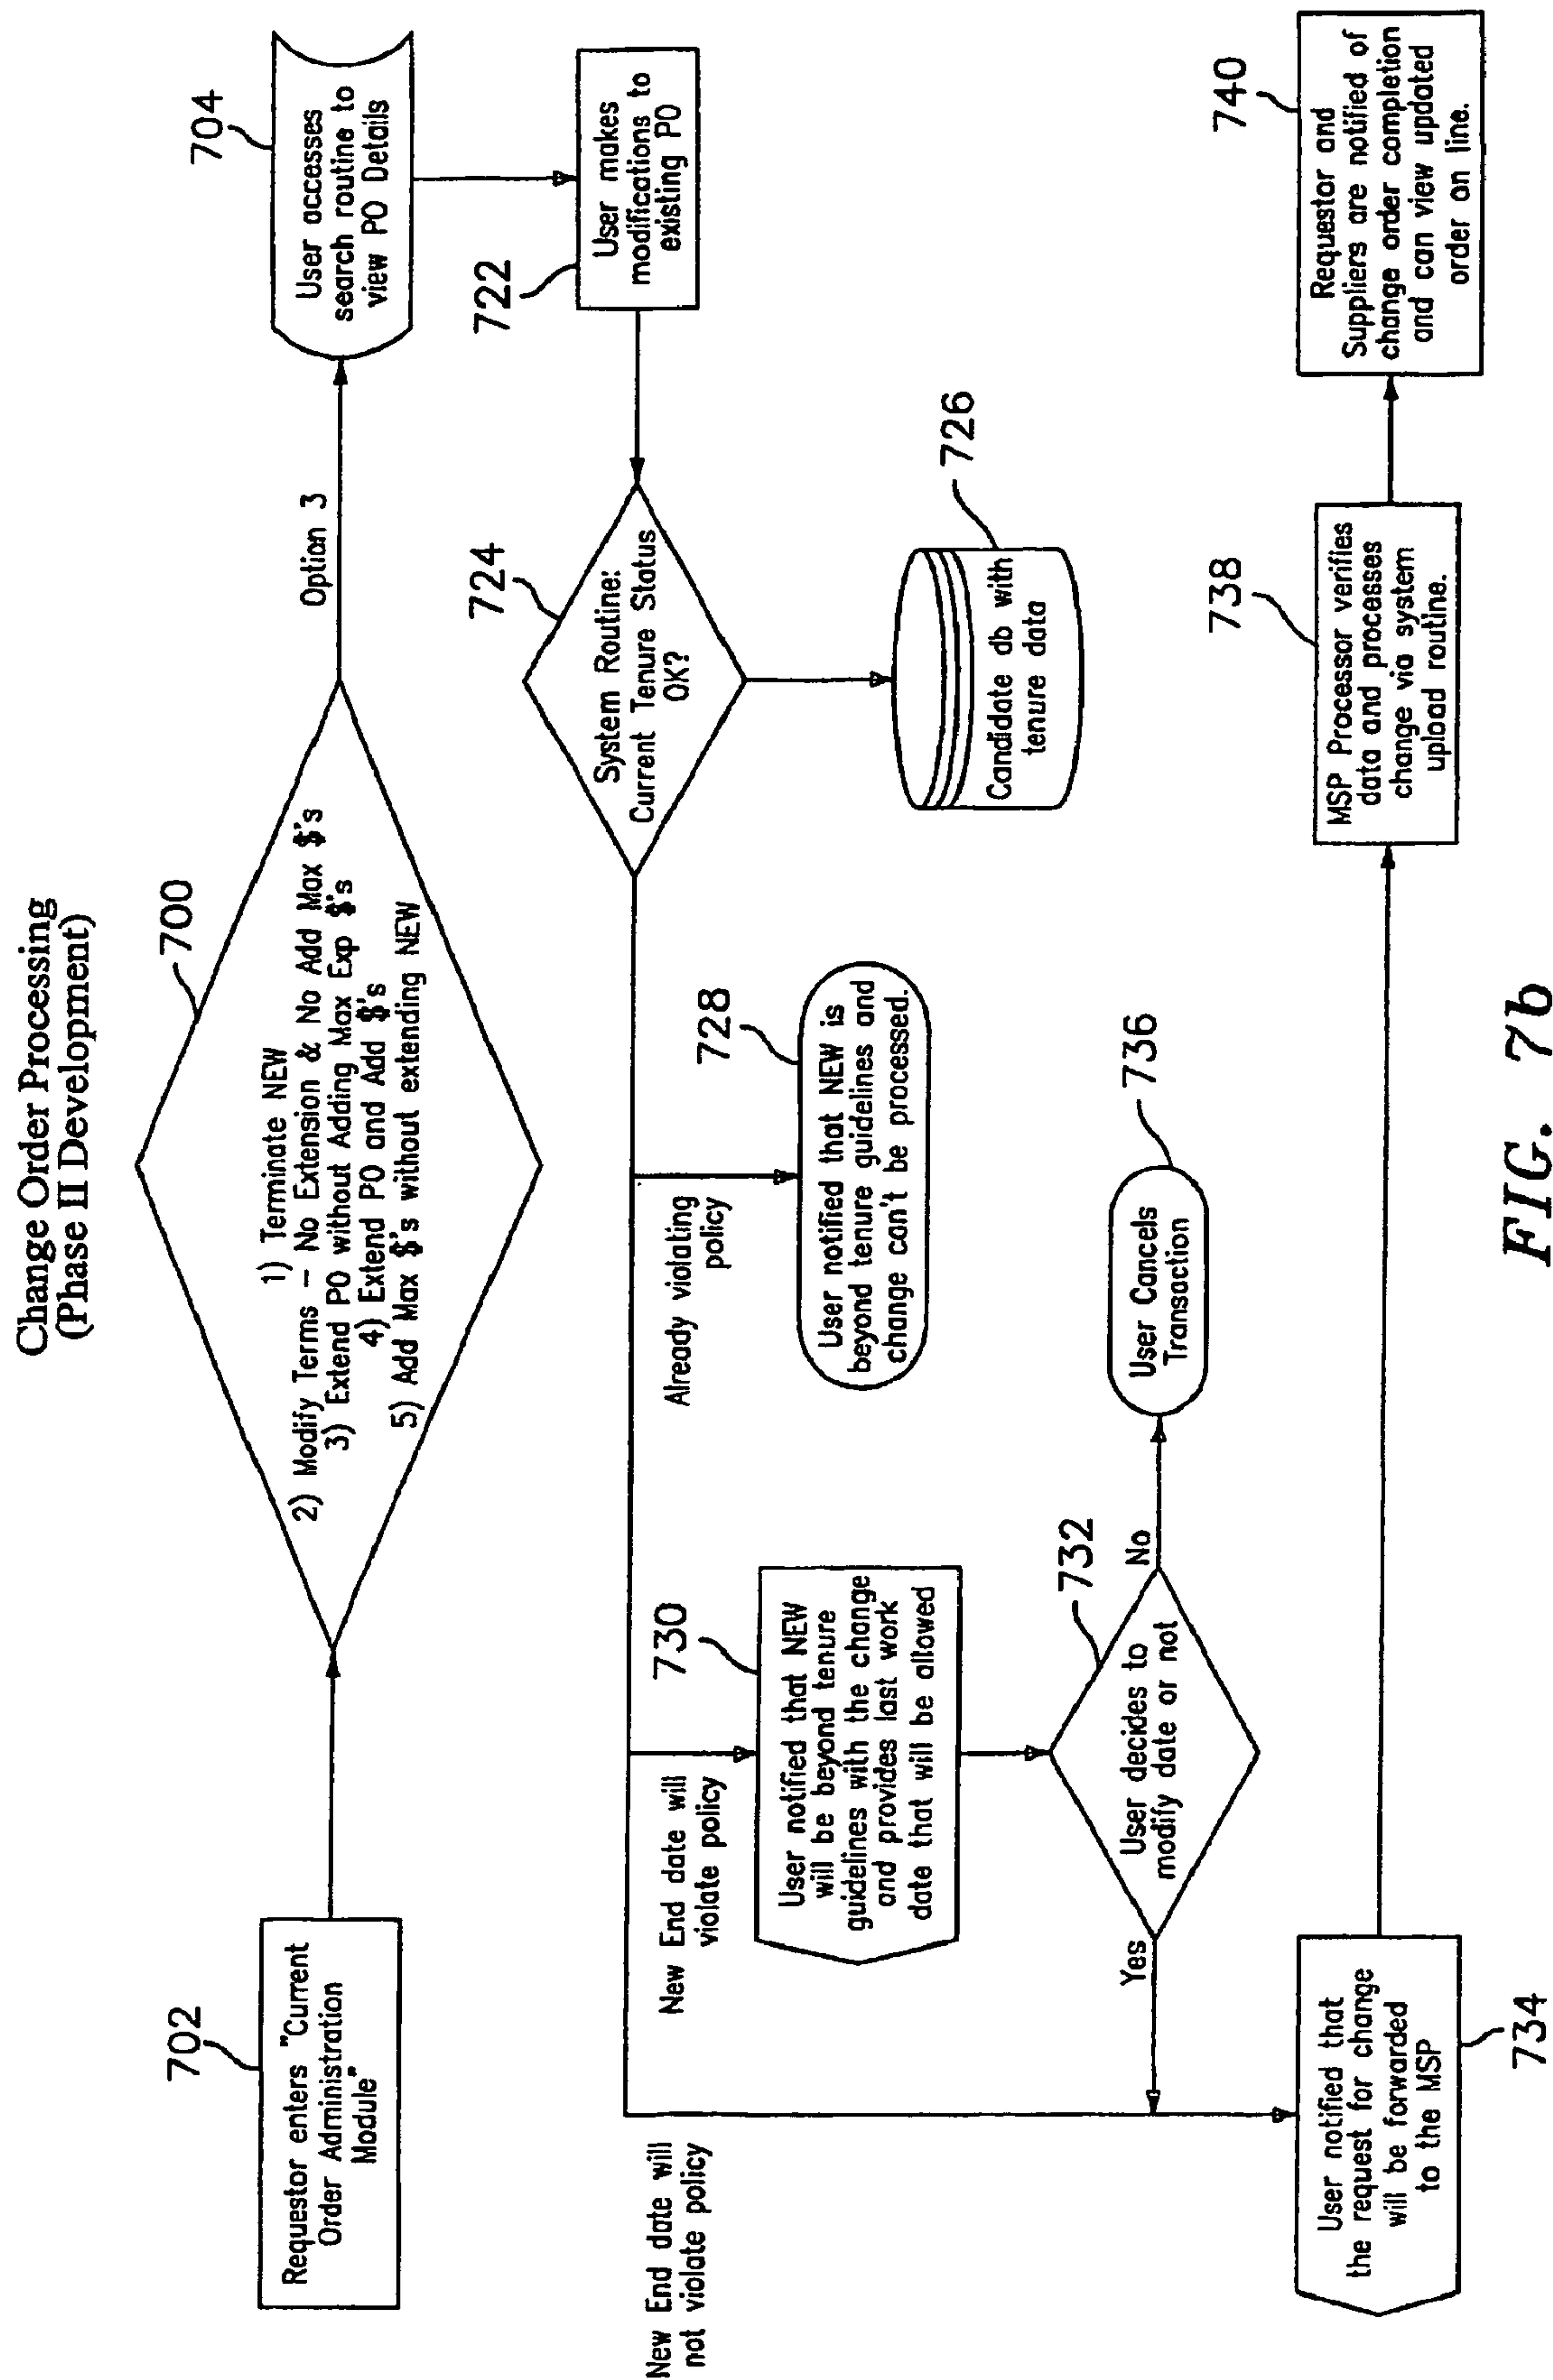 Change Order Processing
(Phase II Development)
702
Requestor enters "Current
Order Administration
Module"
700
1) Terminate NEW
2) Modify Terms – No Extension & No Add Max $'s
3) Extend PO without Adding Max Exp $'s
4) Extend PO and Add $'s
5) Add Max $'s without extending NEW
Option 3
704
User accesses
search routine to
view PO Details
722
User makes
modifications to
existing PO
724
System Routine:
Current Tenure Status
OK?
726
Candidate db with
tenure data
Already violating
policy
728
User notified that NEW is
beyond tenure guidelines and
change can't be processed.
New End date will
violate policy
730
User notified that NEW
will be beyond tenure
guidelines with the change
and provides last work
date that will be allowed
732
User decides to
modify date or not
No
736
User Cancels
Transaction
Yes
New End date will
not violate policy
User notified that
the request for change
will be forwarded
to the MSP
734
738
MSP Processor verifies
data and processes
change via system
upload routine.
740
Requestor and
Suppliers are notified of
change order completion
and can view updated
order on line.
FIG. 7b